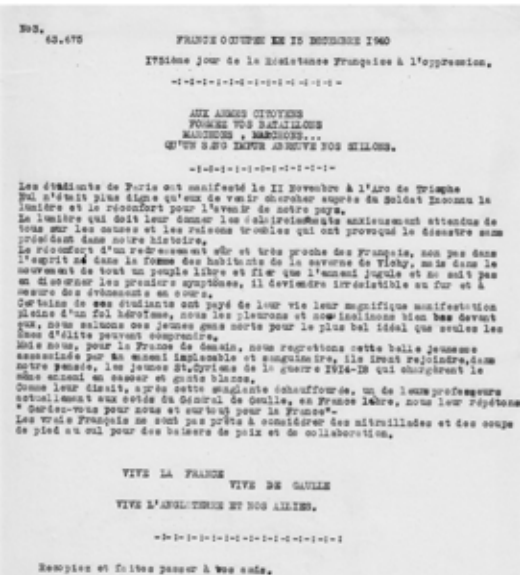 No3.
43.475
FRANCE OCCUPEE LE 15 DECEMBRE 1940
175ième jour de la Résistance Française à l'oppression.
-:-:-:-:-:-:-:-:-:-:-:-:-
AUX ARMES CITOYENS
FORMEZ VOS BATAILLONS
MARCHONS , MARCHONS...
QU'UN SANG IMPUR ABREUVE NOS SILLONS.
-:-:-:-:-:-:-:-:-:-:-:-
Les étudiants de Paris ont manifesté le II Novembre à l'Arc de Triomphe
Nul n'était plus digne qu'eux de venir chercher auprès du Soldat Inconnu la
lumière et le réconfort pour l'avenir de notre pays.
La lumière qui doit leur donner les éclaircissements anxieusement attendus de
tous sur les causes et les raisons troubles qui ont provoqué le désastre sans
précédent dans notre histoire.
Le réconfort d'un redressement sûr et très proche des Français, non pas dans
l'esprit né dans la forme des habitants de la caverne de Vichy, mais dans le
mouvement de tout un peuple libre et fier que l'ennemi jugule et ne sait pas
en discerner les premiers symptômes, il deviendra irrésistible au fur et à
mesure des évènements en cours.
Certains de ces étudiants ont payé de leur vie leur magnifique manifestation
pleine d'un fol héroïsme, nous les pleurons et nous inclinons bien bas devant
eux, nous saluons ces jeunes gens morts pour le plus bel idéal que seules les
âmes d'élite peuvent comprendre.
Mais nous, pour la France de demain, nous regrettons cette belle jeunesse
assassinée par un ennemi implacable et sanguinaire, ils iront rejoindre,dans
notre pensée, les jeunes St.Cyriens de la guerre 1914-18 qui chargèrent le
même ennemi en casoar et gants blancs.
Comme leur disait, après cette sanglante échauffourée, un de leurs professeurs
actuellement aux cotés du Général de Gaulle, en France libre, nous leur répétons
" Gardez-vous pour nous et surtout pour la France"-
Les vrais Français ne sont pas prêts à considérer des mitraillades et des coups
de pied au cul pour des baisers de paix et de collaboration.
VIVE LA FRANCE
VIVE DE GAULLE
VIVE L'ANGLETERRE ET NOS ALLIES.
-:-:-:-:-:-:-:-:-:-:-:-:-:-:-
Recopiez et faites passer à vos amis.